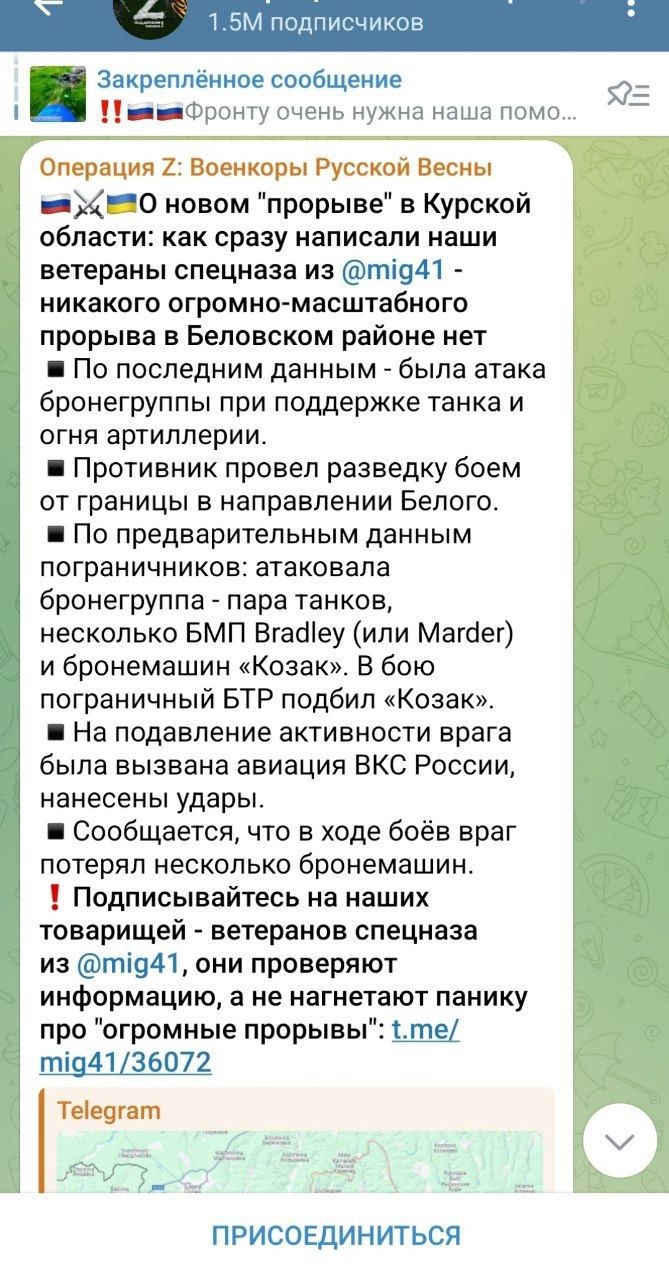 1.5М подписчиков
Закреплённое сообщение
‼️🇷🇺🇷🇺Фронту очень нужна наша помо...
Операция Z: Военкоры Русской Весны
🇷🇺⚔️🇺🇦О новом "прорыве" в Курской
области: как сразу написали наши
ветераны спецназа из @mig41 -
никакого огромно-масштабного
прорыва в Беловском районе нет
▪️По последним данным - была атака
бронегруппы при поддержке танка и
огня артиллерии.
▪️Противник провел разведку боем
от границы в направлении Белого.
▪️По предварительным данным
пограничников: атаковала
бронегруппа - пара танков,
несколько БМП Bradley (или Marder)
и бронемашин «Козак». В бою
пограничный БТР подбил «Козак».
▪️На подавление активности врага
была вызвана авиация ВКС России,
нанесены удары.
▪️Сообщается, что в ходе боёв враг
потерял несколько бронемашин.
❗️Подписывайтесь на наших
товарищей - ветеранов спецназа
из @mig41, они проверяют
информацию, а не нагнетают панику
про "огромные прорывы": t.me/
mig41/36072
Telegram
ПРИСОЕДИНИТЬСЯ